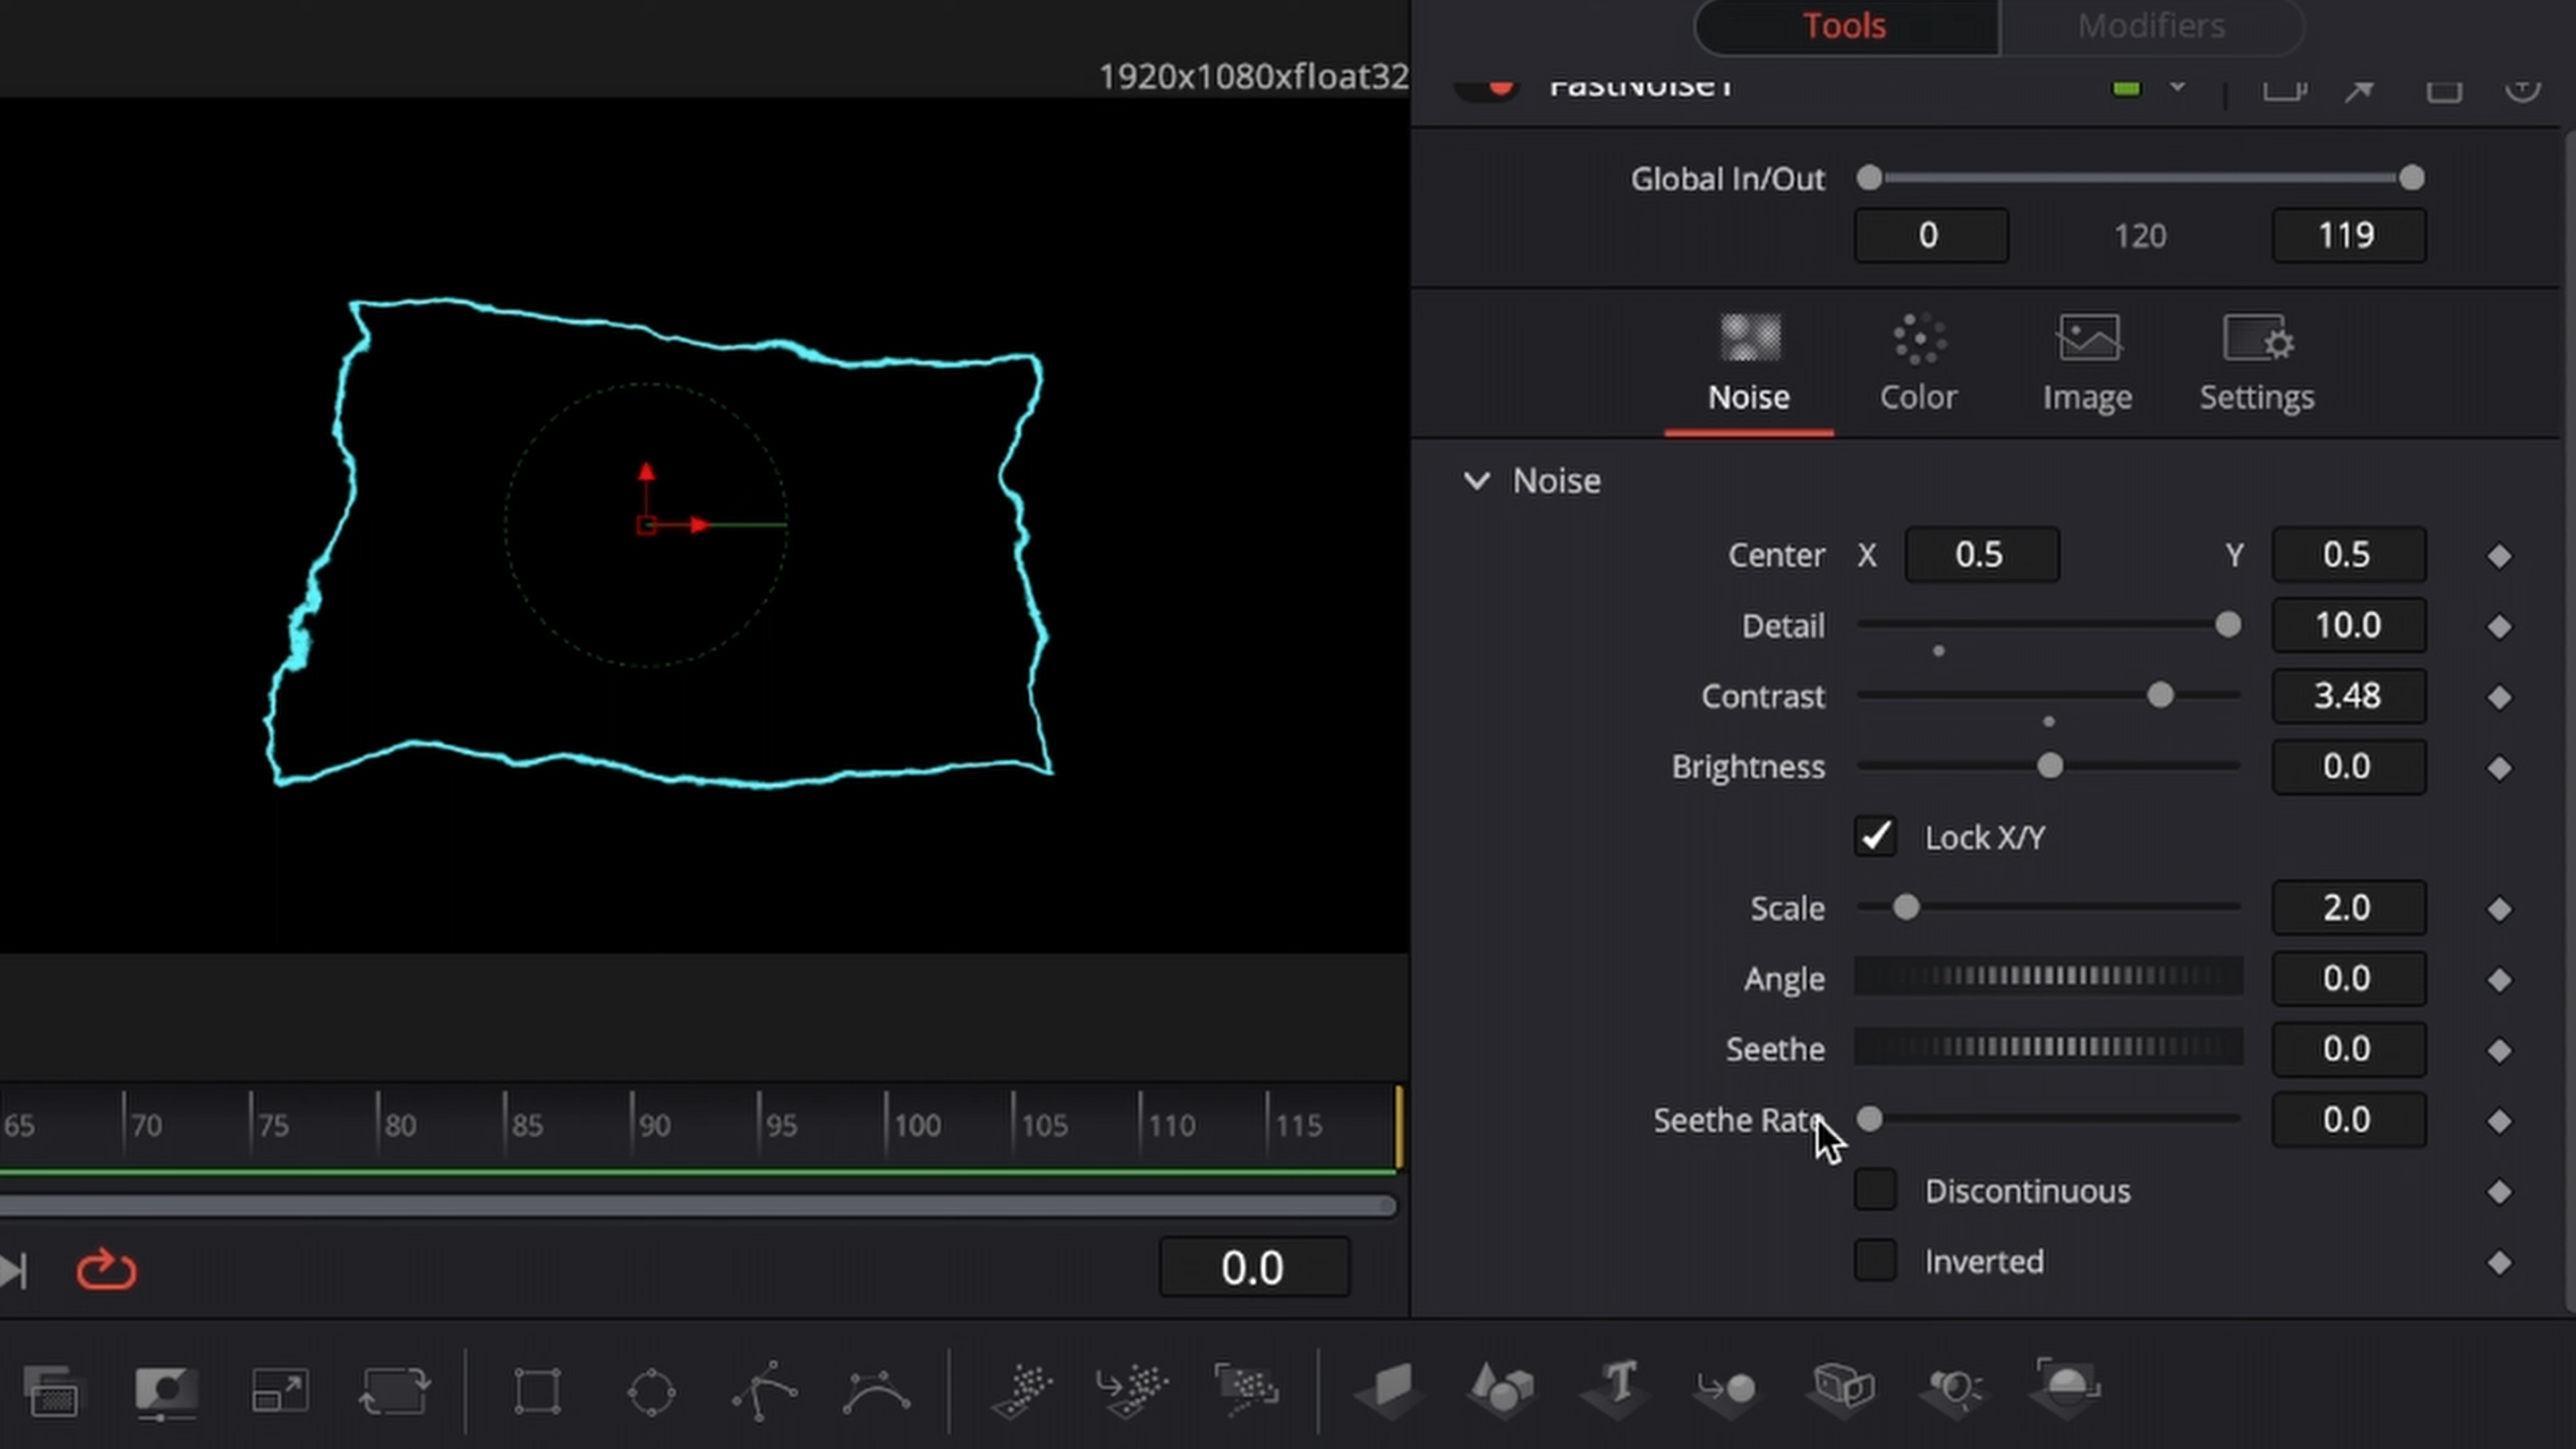 Tools
Modifiers
1920x1080xfloat32
FastNoise1
Global In/Out
0
120
119
Noise
Color
Image
Settings
Noise
Center X 0.5 Y 0.5
Detail 10.0
Contrast 3.48
Brightness 0.0
Lock X/Y
Scale 2.0
Angle 0.0
Seethe 0.0
Seethe Rate 0.0
Discontinuous
Inverted
65 70 75 80 85 90 95 100 105 110 115
0.0